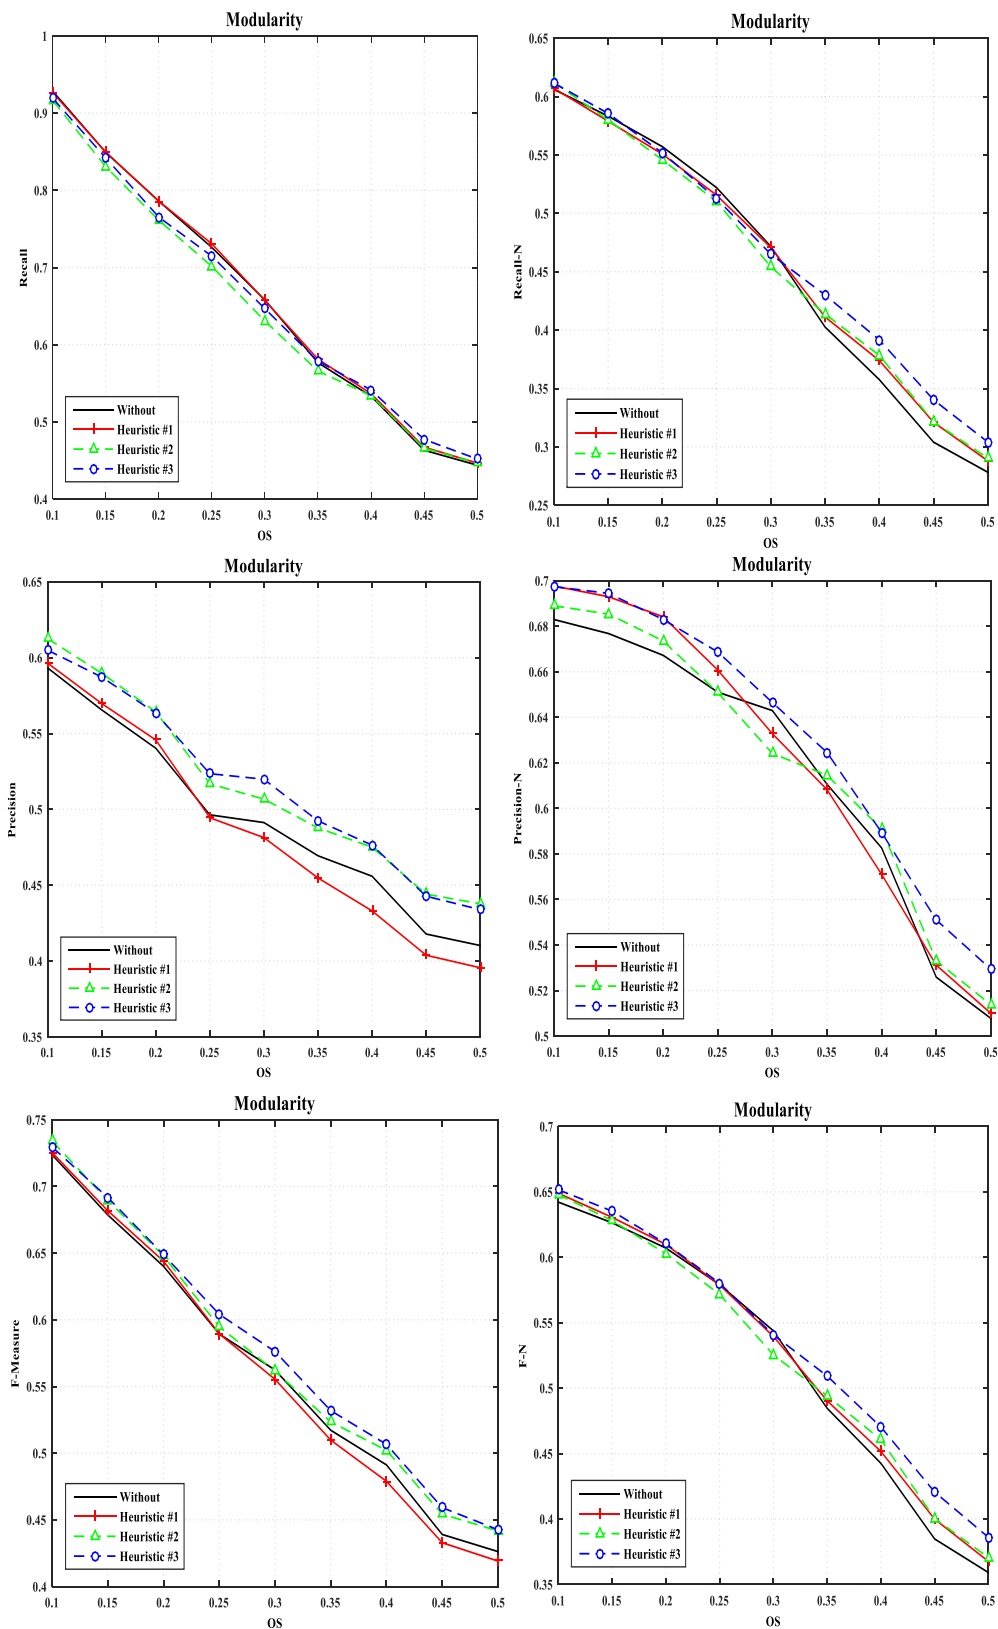 Modularity
1
0.9
0.8
0.7
0.6
0.5
0.4
Recall
Without
Heuristic #1
Heuristic #2
Heuristic #3
0.1 0.15 0.2 0.25 0.3 0.35 0.4 0.45 0.5
OS
Modularity
0.65
0.6
0.55
0.5
0.45
0.4
0.35
0.3
0.25
Recall-N
Without
Heuristic #1
Heuristic #2
Heuristic #3
0.1 0.15 0.2 0.25 0.3 0.35 0.4 0.45 0.5
OS
Modularity
0.65
0.6
0.55
0.5
0.45
0.4
0.35
Precision
Without
Heuristic #1
Heuristic #2
Heuristic #3
0.1 0.15 0.2 0.25 0.3 0.35 0.4 0.45 0.5
OS
Modularity
0.7
0.68
0.66
0.64
0.62
0.6
0.58
0.56
0.54
0.52
0.5
Precision-N
Without
Heuristic #1
Heuristic #2
Heuristic #3
0.1 0.15 0.2 0.25 0.3 0.35 0.4 0.45 0.5
OS
Modularity
0.75
0.7
0.65
0.6
0.55
0.5
0.45
0.4
F-Measure
Without
Heuristic #1
Heuristic #2
Heuristic #3
0.1 0.15 0.2 0.25 0.3 0.35 0.4 0.45 0.5
OS
Modularity
0.7
0.65
0.6
0.55
0.5
0.45
0.4
0.35
F-N
Without
Heuristic #1
Heuristic #2
Heuristic #3
0.1 0.15 0.2 0.25 0.3 0.35 0.4 0.45 0.5
OS